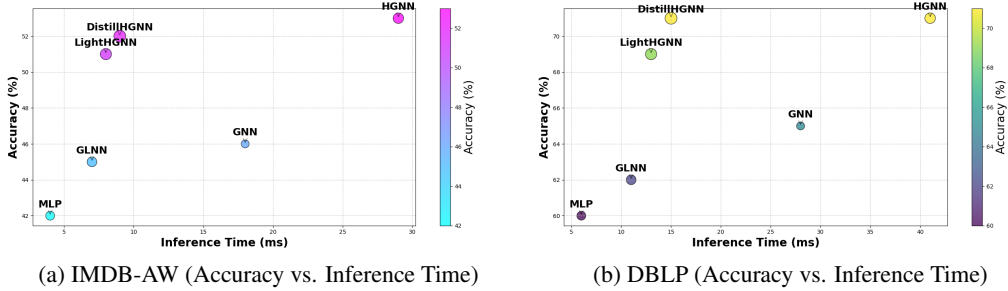 HGNN
DistillHGNN
LightHGNN
GNN
GLNN
MLP
Accuracy (%)
52
50
48
46
44
42
5
10
15
20
25
30
Inference Time (ms)
52
50
48
46
44
42
Accuracy (%)
(a) IMDB-AW (Accuracy vs. Inference Time)
DistillHGNN
HGNN
LightHGNN
GNN
GLNN
MLP
Accuracy (%)
70
68
66
64
62
60
5
10
15
20
25
30
35
40
Inference Time (ms)
70
68
66
64
62
60
Accuracy (%)
(b) DBLP (Accuracy vs. Inference Time)